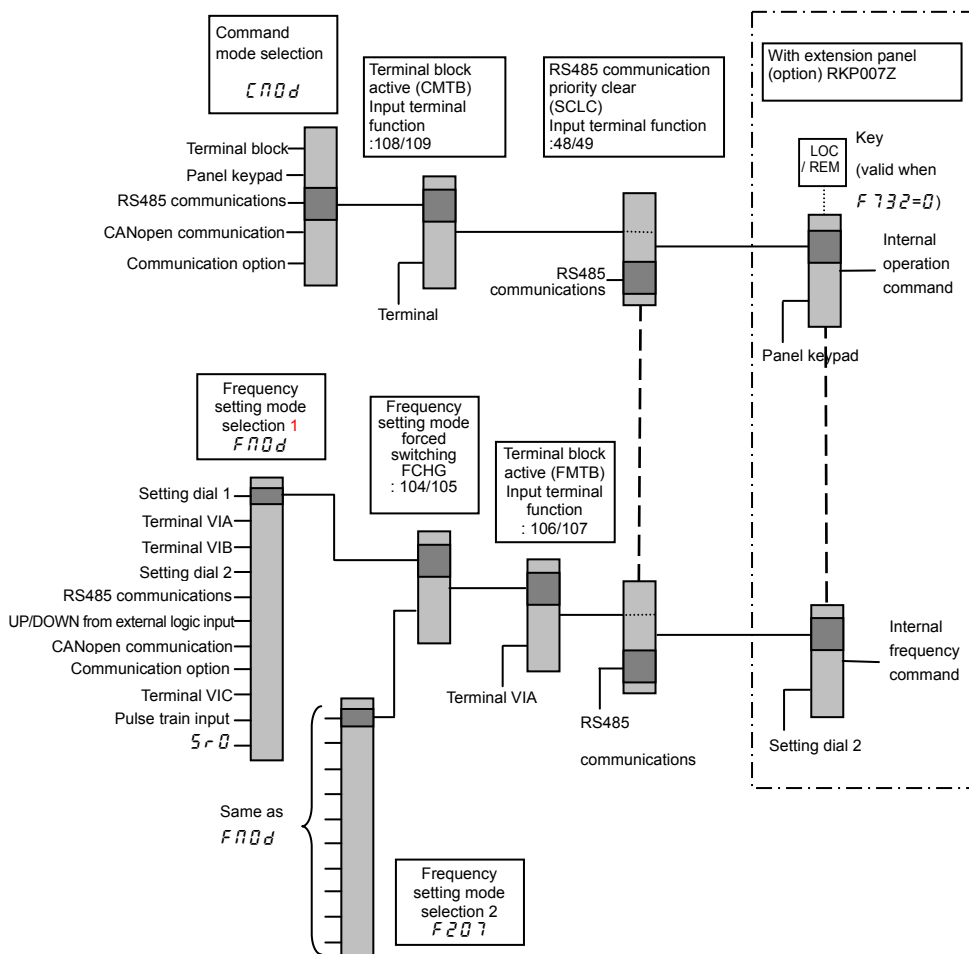 Command
mode selection
CMOd
Terminal block
Panel keypad
RS485 communications
CANopen communication
Communication option
Terminal block
active (CMTB)
Input terminal
function
:108/109
Terminal
RS485 communication
priority clear
(SCLC)
Input terminal function
:48/49
RS485
communications
With extension panel
(option) RKP007Z
LOC
/ REM
Key
(valid when
F732=0)
Internal
operation
command
Panel keypad
Frequency
setting mode
selection 1
FMOd
Setting dial 1
Terminal VIA
Terminal VIB
Setting dial 2
RS485 communications
UP/DOWN from external logic input
CANopen communication
Communication option
Terminal VIC
Pulse train input
SrO
Frequency
setting mode
forced
switching
FCHG
: 104/105
Terminal block
active (FMTB)
Input terminal
function
: 106/107
Terminal VIA
RS485
communications
Internal
frequency
command
Setting dial 2
Same as
FMOd
Frequency
setting mode
selection 2
F207